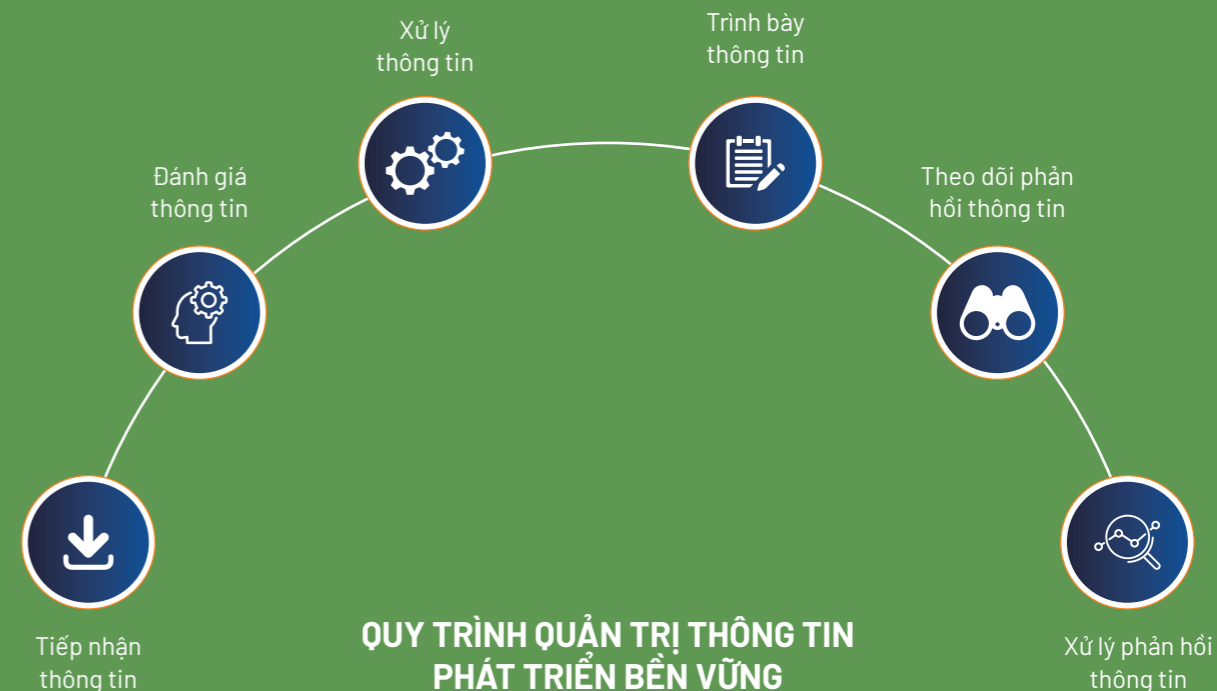 Xử lý
thông tin
Trình bày
thông tin
Đánh giá
thông tin
Theo dõi phản
hồi thông tin
Tiếp nhận
thông tin
QUY TRÌNH QUẢN TRỊ THÔNG TIN
PHÁT TRIỂN BỀN VỮNG
Xử lý phản hồi
thông tin